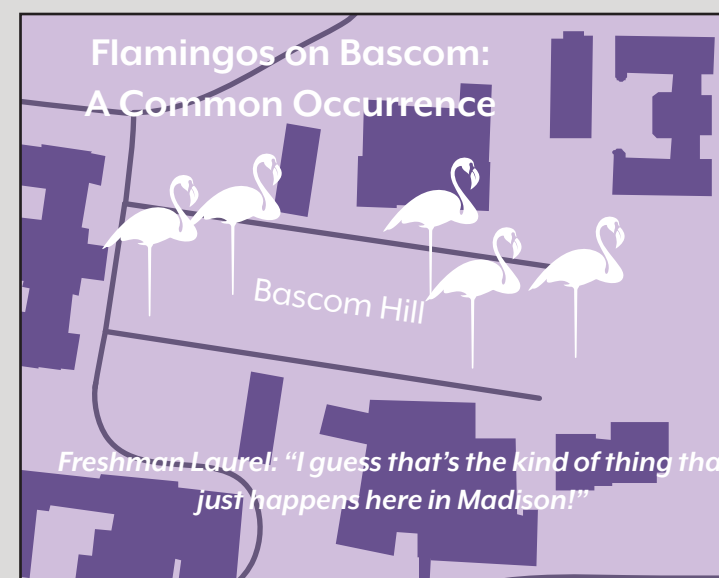 Flamingos on Bascom:
A Common Occurrence
Bascom Hill
Freshman Laurel: “I guess that’s the kind of thing tha
just happens here in Madison!”